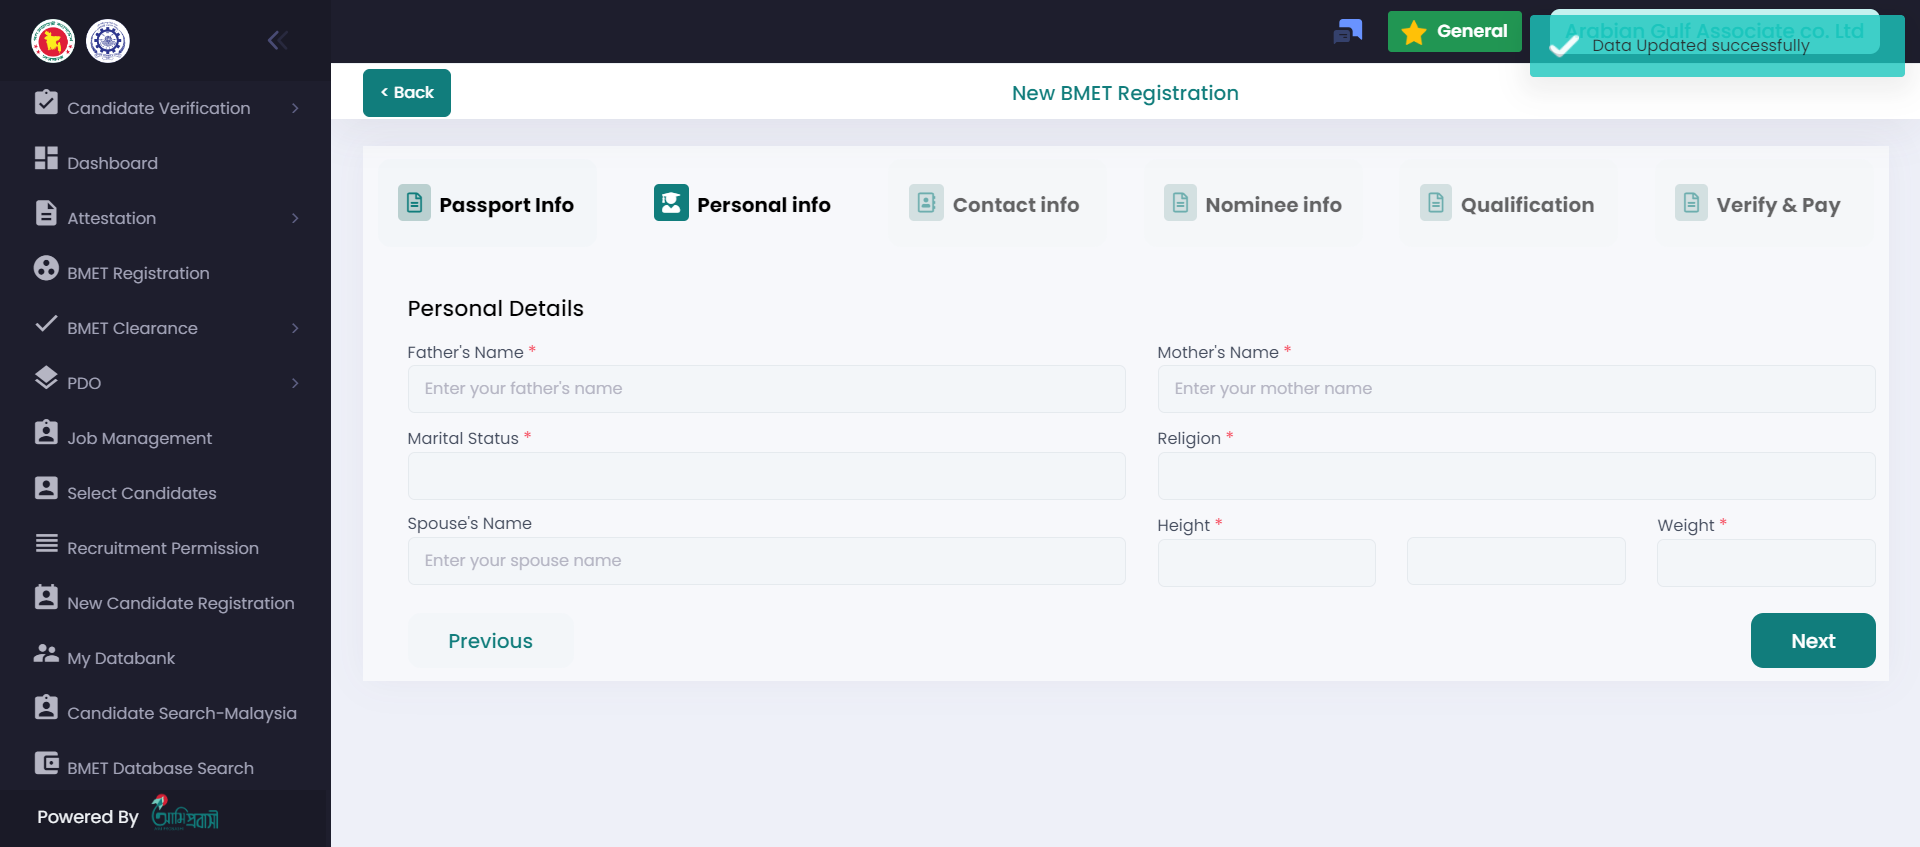 General
Arabian Gulf Associate co. Ltd
Data Updated successfully
< Back
New BMET Registration
Candidate Verification
Dashboard
Attestation
BMET Registration
BMET Clearance
PDO
Job Management
Select Candidates
Recruitment Permission
New Candidate Registration
My Databank
Candidate Search-Malaysia
BMET Database Search
Powered By
আমি প্রবাসী
Passport Info
Personal info
Contact info
Nominee info
Qualification
Verify & Pay
Personal Details
Father's Name *
Mother's Name *
Enter your father's name
Enter your mother name
Marital Status *
Religion *
Spouse's Name
Height *
Weight *
Enter your spouse name
Previous
Next